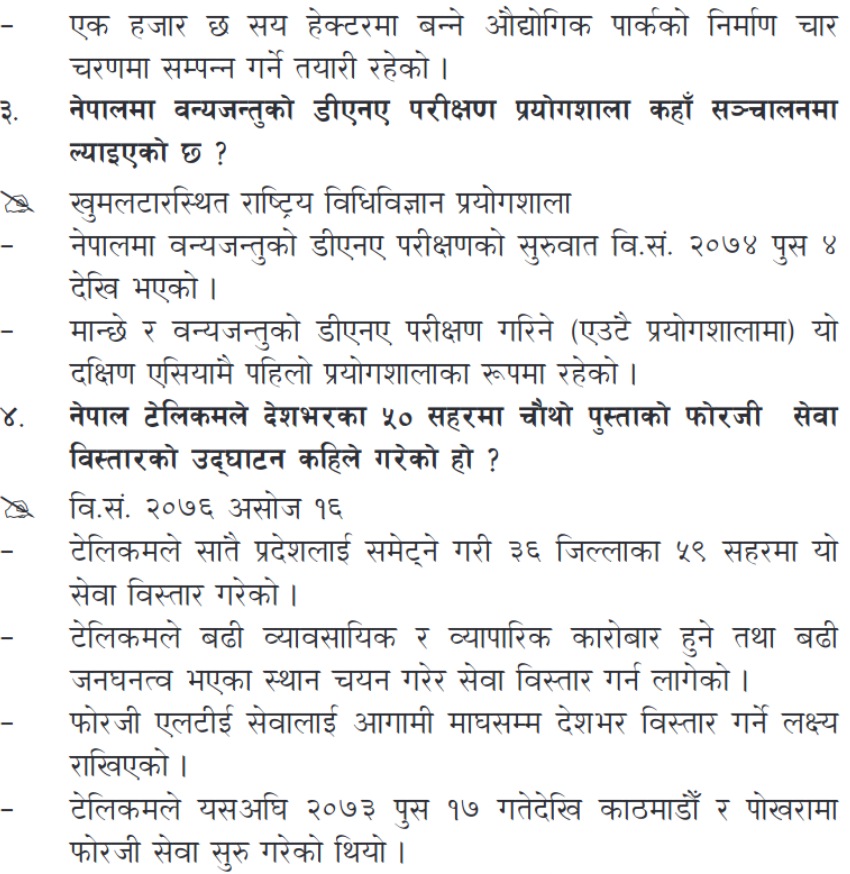 – एक हजार छ सय हेक्टरमा बन्ने औद्योगिक पार्कको निर्माण चार
चरणमा सम्पन्न गर्ने तयारी रहेको ।
३. नेपालमा वन्यजन्तुको डीएनए परीक्षण प्रयोगशाला कहाँ सञ्चालनमा
ल्याइएको छ ?
खुमलटारस्थित राष्ट्रिय विधिविज्ञान प्रयोगशाला
– नेपालमा वन्यजन्तुको डीएनए परीक्षणको सुरुवात वि.सं. २०७४ पुस ४
देखि भएको ।
– मान्छे र वन्यजन्तुको डीएनए परीक्षण गरिने (एउटै प्रयोगशालामा) यो
दक्षिण एसियामै पहिलो प्रयोगशालाका रूपमा रहेको ।
४. नेपाल टेलिकमले देशभरका ५० सहरमा चौथो पुस्ताको फोरजी सेवा
विस्तारको उद्घाटन कहिले गरेको हो ?
वि.सं. २०७६ असोज १६
– टेलिकमले सातै प्रदेशलाई समेट्ने गरी ३६ जिल्लाका ५९ सहरमा यो
सेवा विस्तार गरेको ।
– टेलिकमले बढी व्यावसायिक र व्यापारिक कारोबार हुने तथा बढी
जनघनत्व भएका स्थान चयन गरेर सेवा विस्तार गर्न लागेको ।
– फोरजी एलटीई सेवालाई आगामी माघसम्म देशभर विस्तार गर्ने लक्ष्य
राखिएको ।
– टेलिकमले यसअघि २०७३ पुस १७ गतेदेखि काठमाडौँ र पोखरामा
फोरजी सेवा सुरु गरेको थियो ।